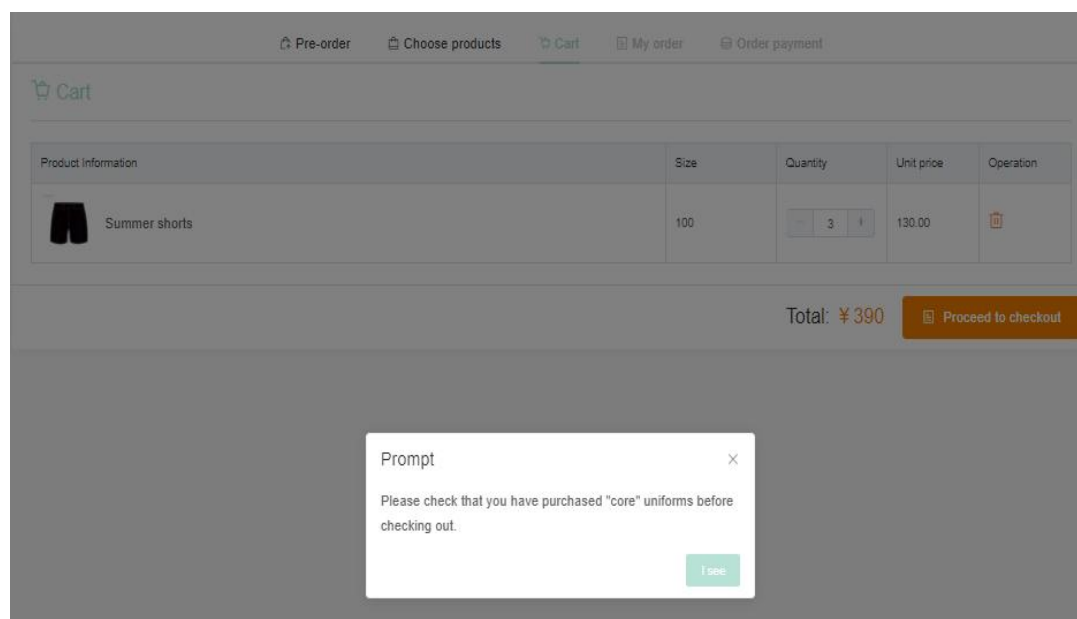 Pre-order Choose products Cart My order Order payment
Cart
Product Information Size Quantity Unit price Operation
Summer shorts 100 - 3 + 130.00
Total: ¥390 Proceed to checkout
Prompt ×
Please check that you have purchased "core" uniforms before
checking out.
I see